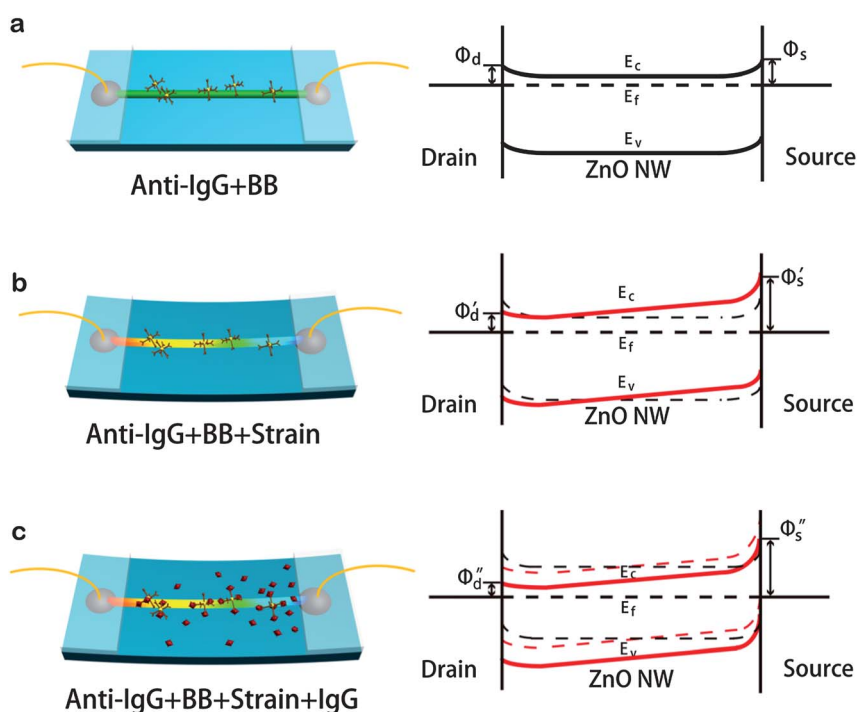 a
Φd
Ec
Φs
Ef
Ev
Drain
ZnO NW
Source
Anti-IgG+BB
b
Φ′d
Ec
Φ′s
Ef
Ev
Drain
ZnO NW
Source
Anti-IgG+BB+Strain
c
Φ″d
Ec
Φ″s
Ef
Ev
Drain
ZnO NW
Source
Anti-IgG+BB+Strain+IgG